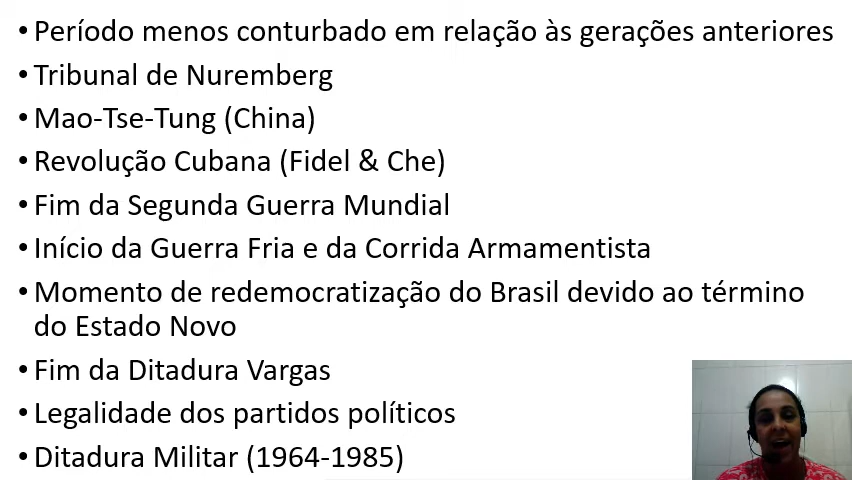 • Período menos conturbado em relação às gerações anteriores
• Tribunal de Nuremberg
• Mao-Tse-Tung (China)
• Revolução Cubana (Fidel & Che)
• Fim da Segunda Guerra Mundial
• Início da Guerra Fria e da Corrida Armamentista
• Momento de redemocratização do Brasil devido ao término
do Estado Novo
• Fim da Ditadura Vargas
• Legalidade dos partidos políticos
• Ditadura Militar (1964-1985)